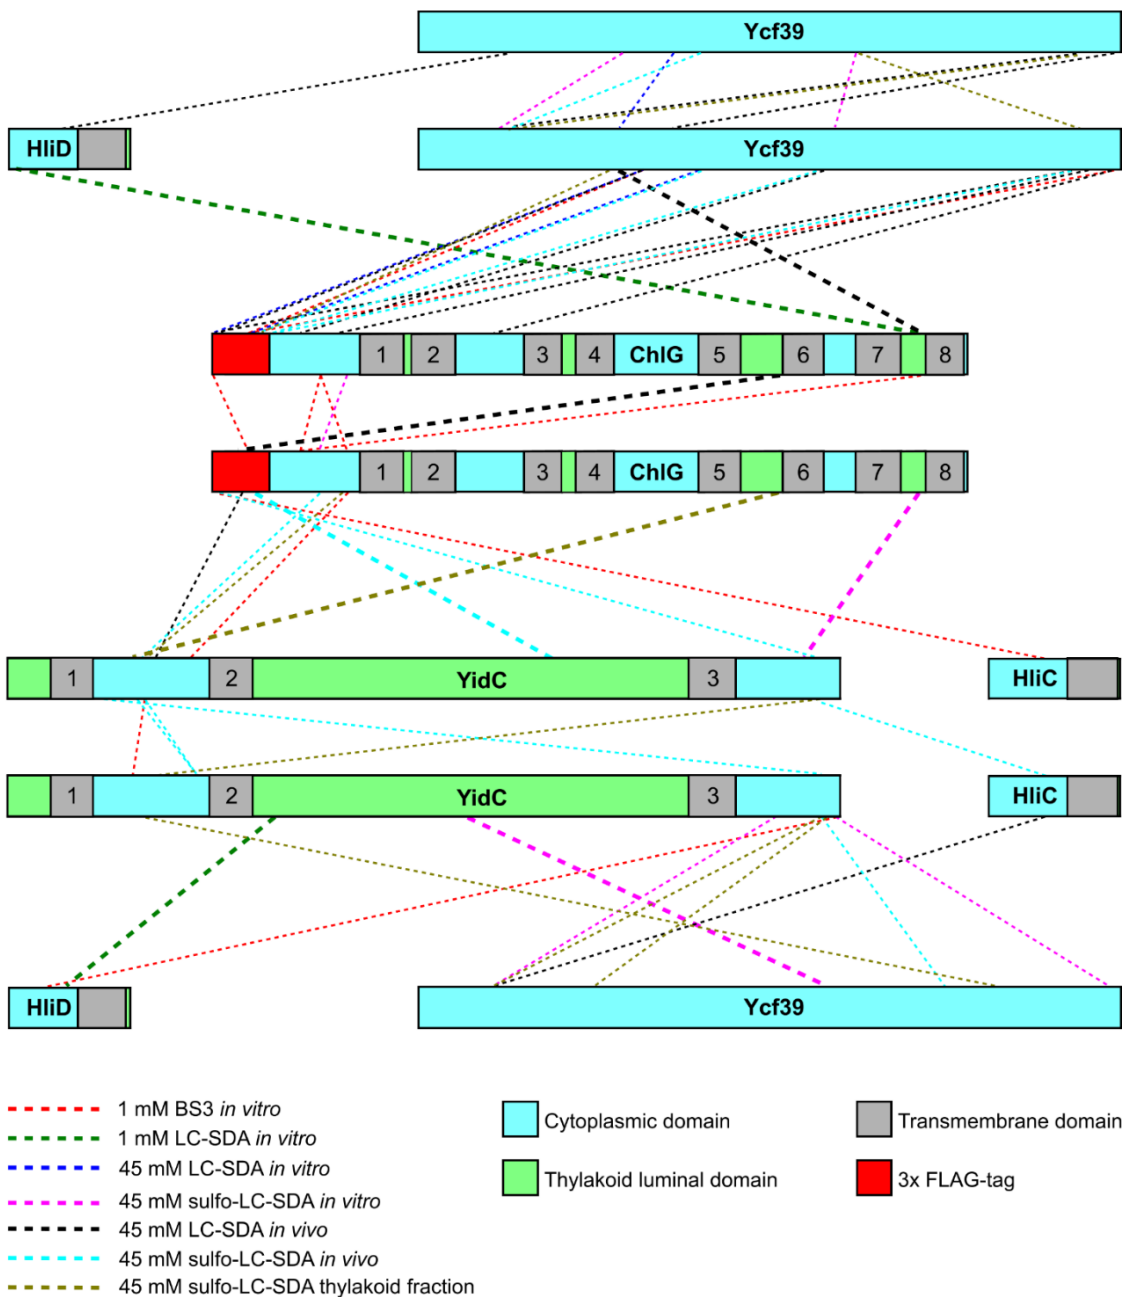 Ycf39
HliD
Ycf39
1 2 3 4 ChlG 5 6 7 8
1 2 3 4 ChlG 5 6 7 8
1 2 YidC 3 HliC
1 2 YidC 3 HliC
HliD Ycf39
1 mM BS3 in vitro
1 mM LC-SDA in vitro
45 mM LC-SDA in vitro
45 mM sulfo-LC-SDA in vitro
45 mM LC-SDA in vivo
45 mM sulfo-LC-SDA in vivo
45 mM sulfo-LC-SDA thylakoid fraction
Cytoplasmic domain
Thylakoid luminal domain
Transmembrane domain
3x FLAG-tag